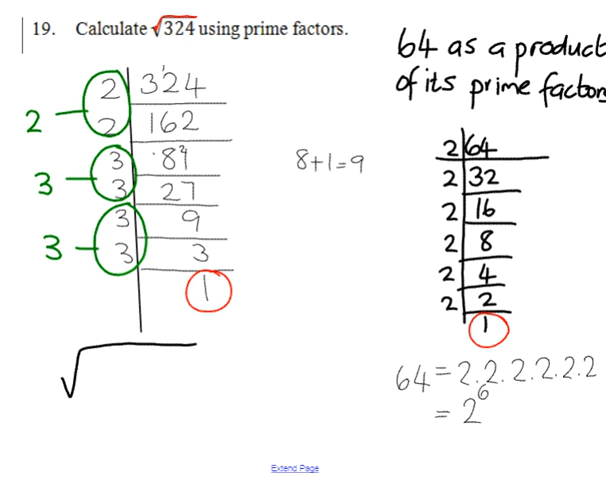 19. Calculate √324 using prime factors.
2 | 324
2 | 162
3 | 81
3 | 27
3 | 9
3 | 3
1
2
3
3
√
8+1=9
64 as a product
of its prime factors
2 | 64
2 | 32
2 | 16
2 | 8
2 | 4
2 | 2
1
64 = 2.2.2.2.2.2
= 2⁶
Extend Page